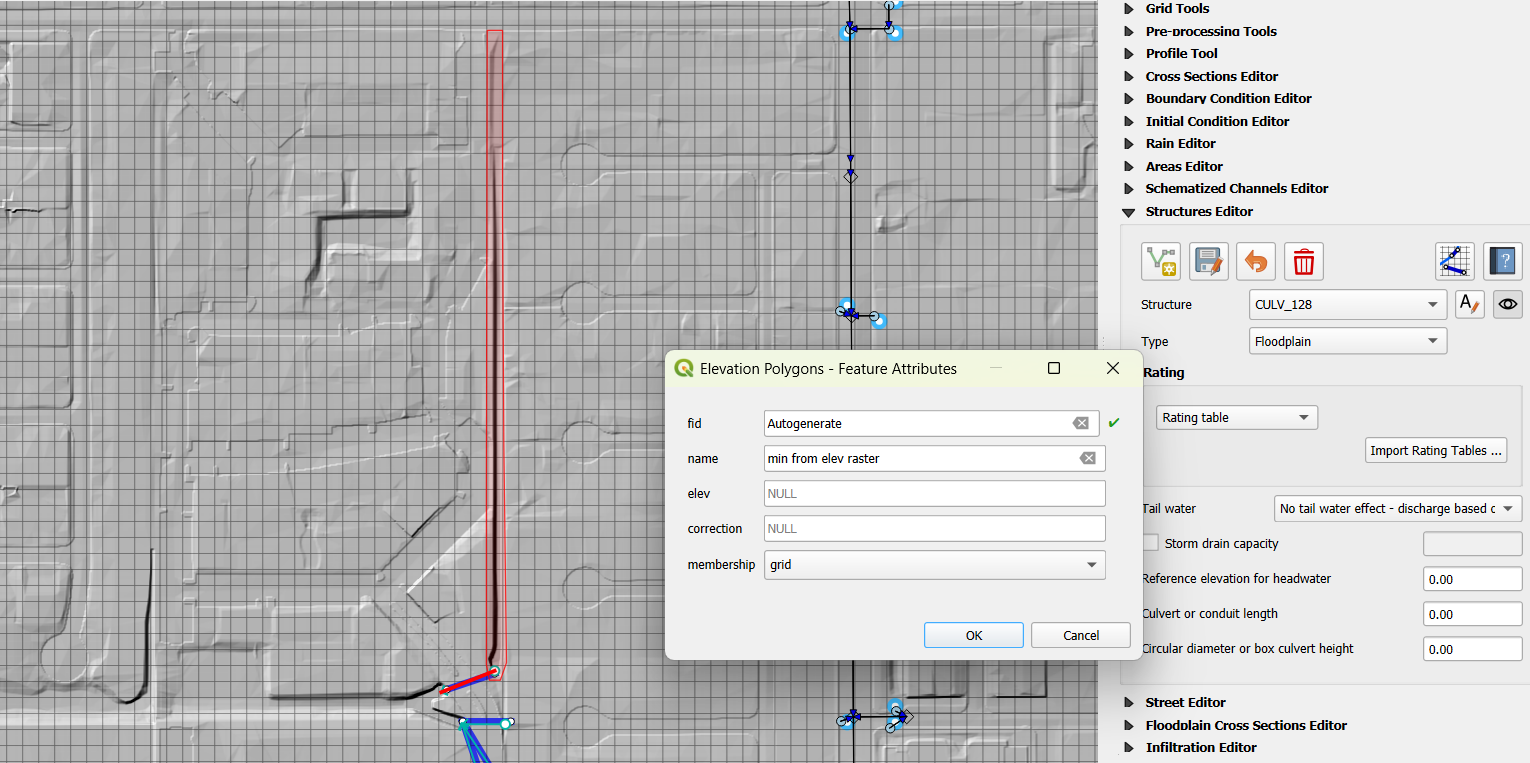 Grid Tools
Pre-processing Tools
Profile Tool
Cross Sections Editor
Boundary Condition Editor
Initial Condition Editor
Rain Editor
Areas Editor
Schematized Channels Editor
Structures Editor
?
Structure CULV_128 A
Type Floodplain
Elevation Polygons - Feature Attributes
fid Autogenerate
name min from elev raster
elev NULL
correction NULL
membership grid
OK Cancel
Rating
Rating table
Import Rating Tables ...
Tail water No tail water effect - discharge based c
Storm drain capacity
Reference elevation for headwater 0.00
Culvert or conduit length 0.00
Circular diameter or box culvert height 0.00
Street Editor
Floodplain Cross Sections Editor
Infiltration Editor